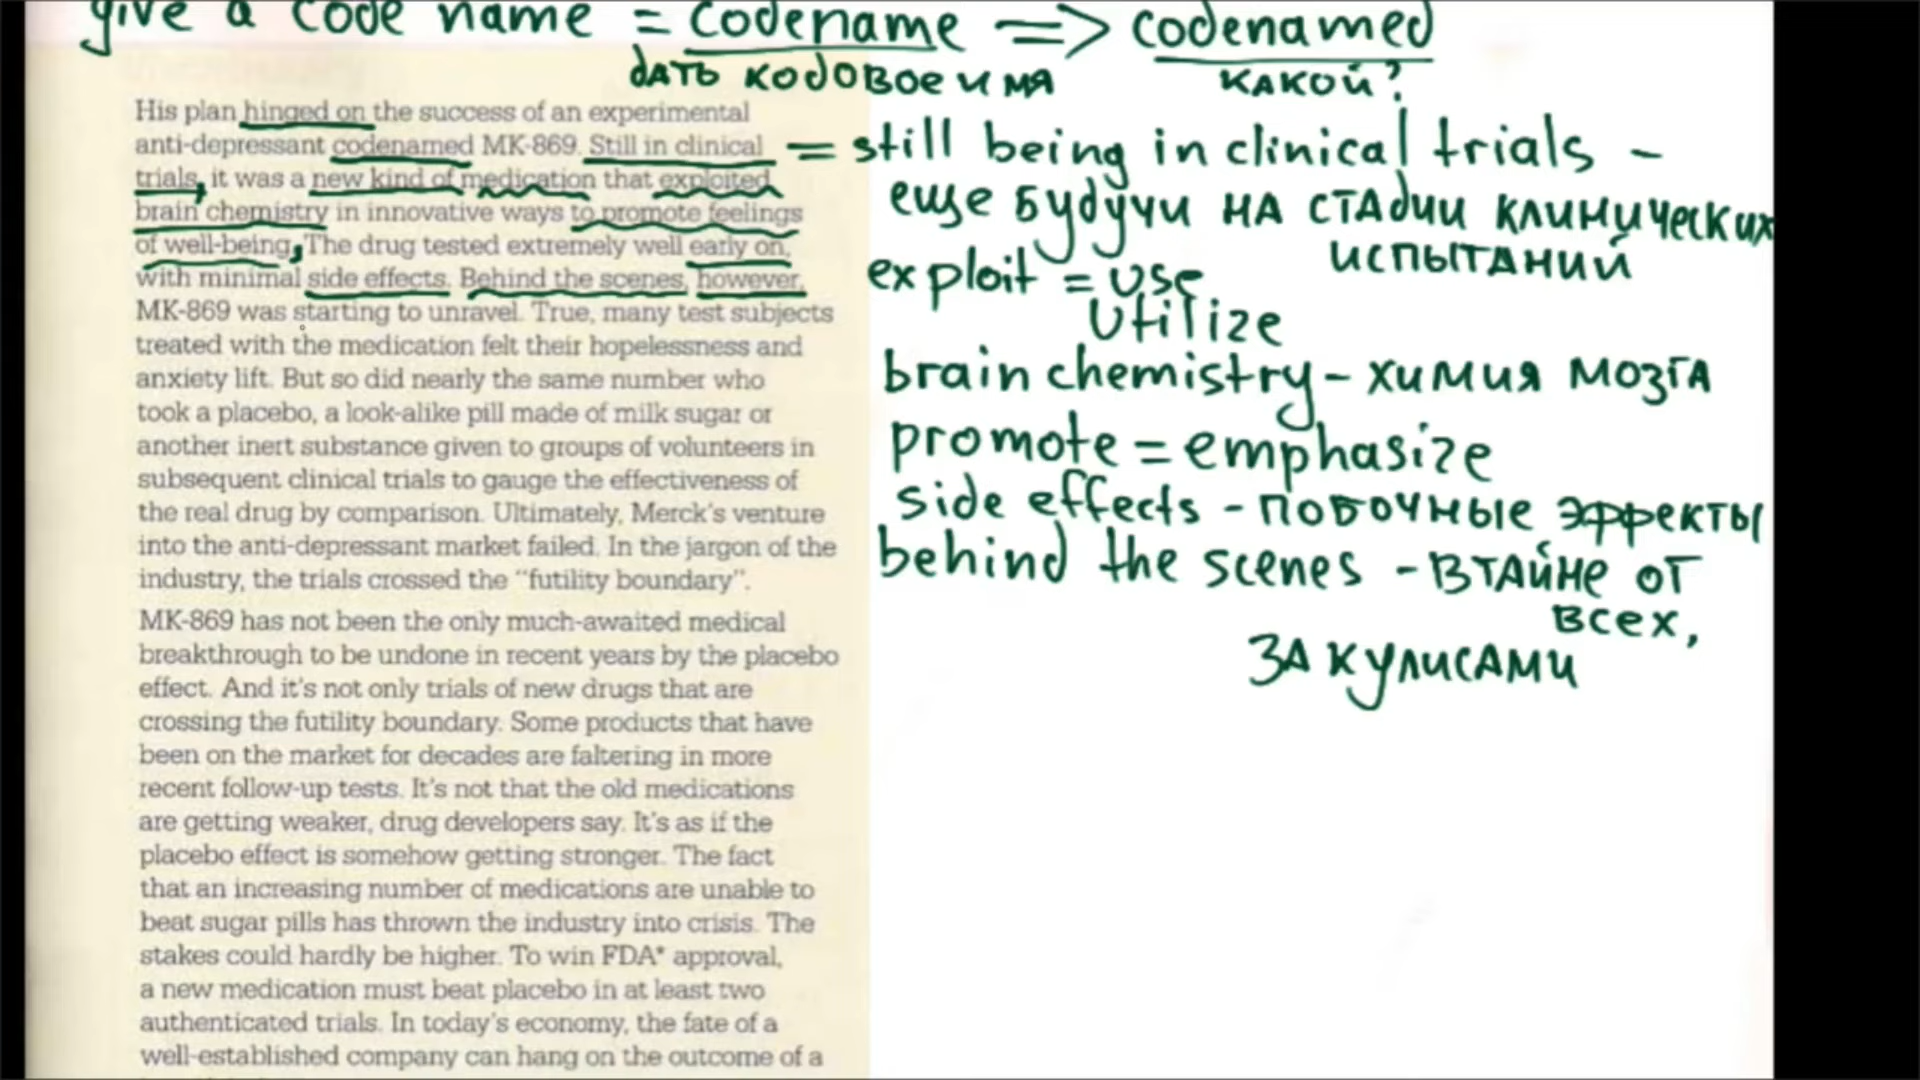 give a code name = codename => codenamed
дать кодовое имя какой?
His plan hinged on the success of an experimental
anti-depressant codenamed MK-869. Still in clinical
trials, it was a new kind of medication that exploited
brain chemistry in innovative ways to promote feelings
of well-being. The drug tested extremely well early on,
with minimal side effects. Behind the scenes, however,
MK-869 was starting to unravel. True, many test subjects
treated with the medication felt their hopelessness and
anxiety lift. But so did nearly the same number who
took a placebo, a look-alike pill made of milk sugar or
another inert substance given to groups of volunteers in
subsequent clinical trials to gauge the effectiveness of
the real drug by comparison. Ultimately, Merck's venture
into the anti-depressant market failed. In the jargon of the
industry, the trials crossed the "futility boundary".
MK-869 has not been the only much-awaited medical
breakthrough to be undone in recent years by the placebo
effect. And it's not only trials of new drugs that are
crossing the futility boundary. Some products that have
been on the market for decades are faltering in more
recent follow-up tests. It's not that the old medications
are getting weaker, drug developers say. It's as if the
placebo effect is somehow getting stronger. The fact
that an increasing number of medications are unable to
beat sugar pills has thrown the industry into crisis. The
stakes could hardly be higher. To win FDA* approval,
a new medication must beat placebo in at least two
authenticated trials. In today's economy, the fate of a
well-established company can hang on the outcome of a
= still being in clinical trials -
еще будучи на стадии клинических
испытаний
exploit = use
utilize
brain chemistry - химия мозга
promote = emphasize
side effects - побочные эффекты
behind the scenes - втайне от
всех,
за кулисами